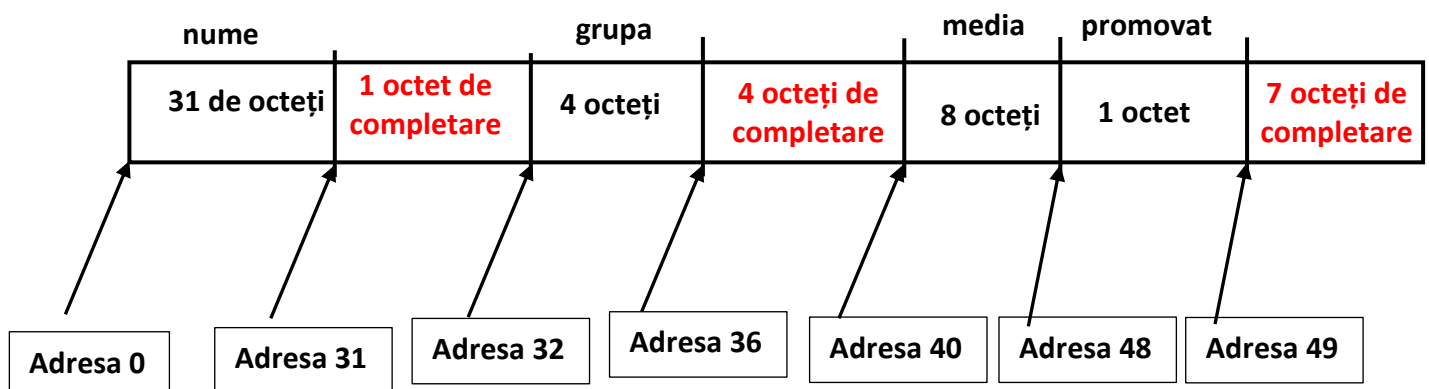 nume grupa media promovat
31 de octeți
1 octet de
completare
4 octeți
4 octeți de
completare
8 octeți
1 octet
7 octeți de
completare
Adresa 0
Adresa 31
Adresa 32
Adresa 36
Adresa 40
Adresa 48
Adresa 49